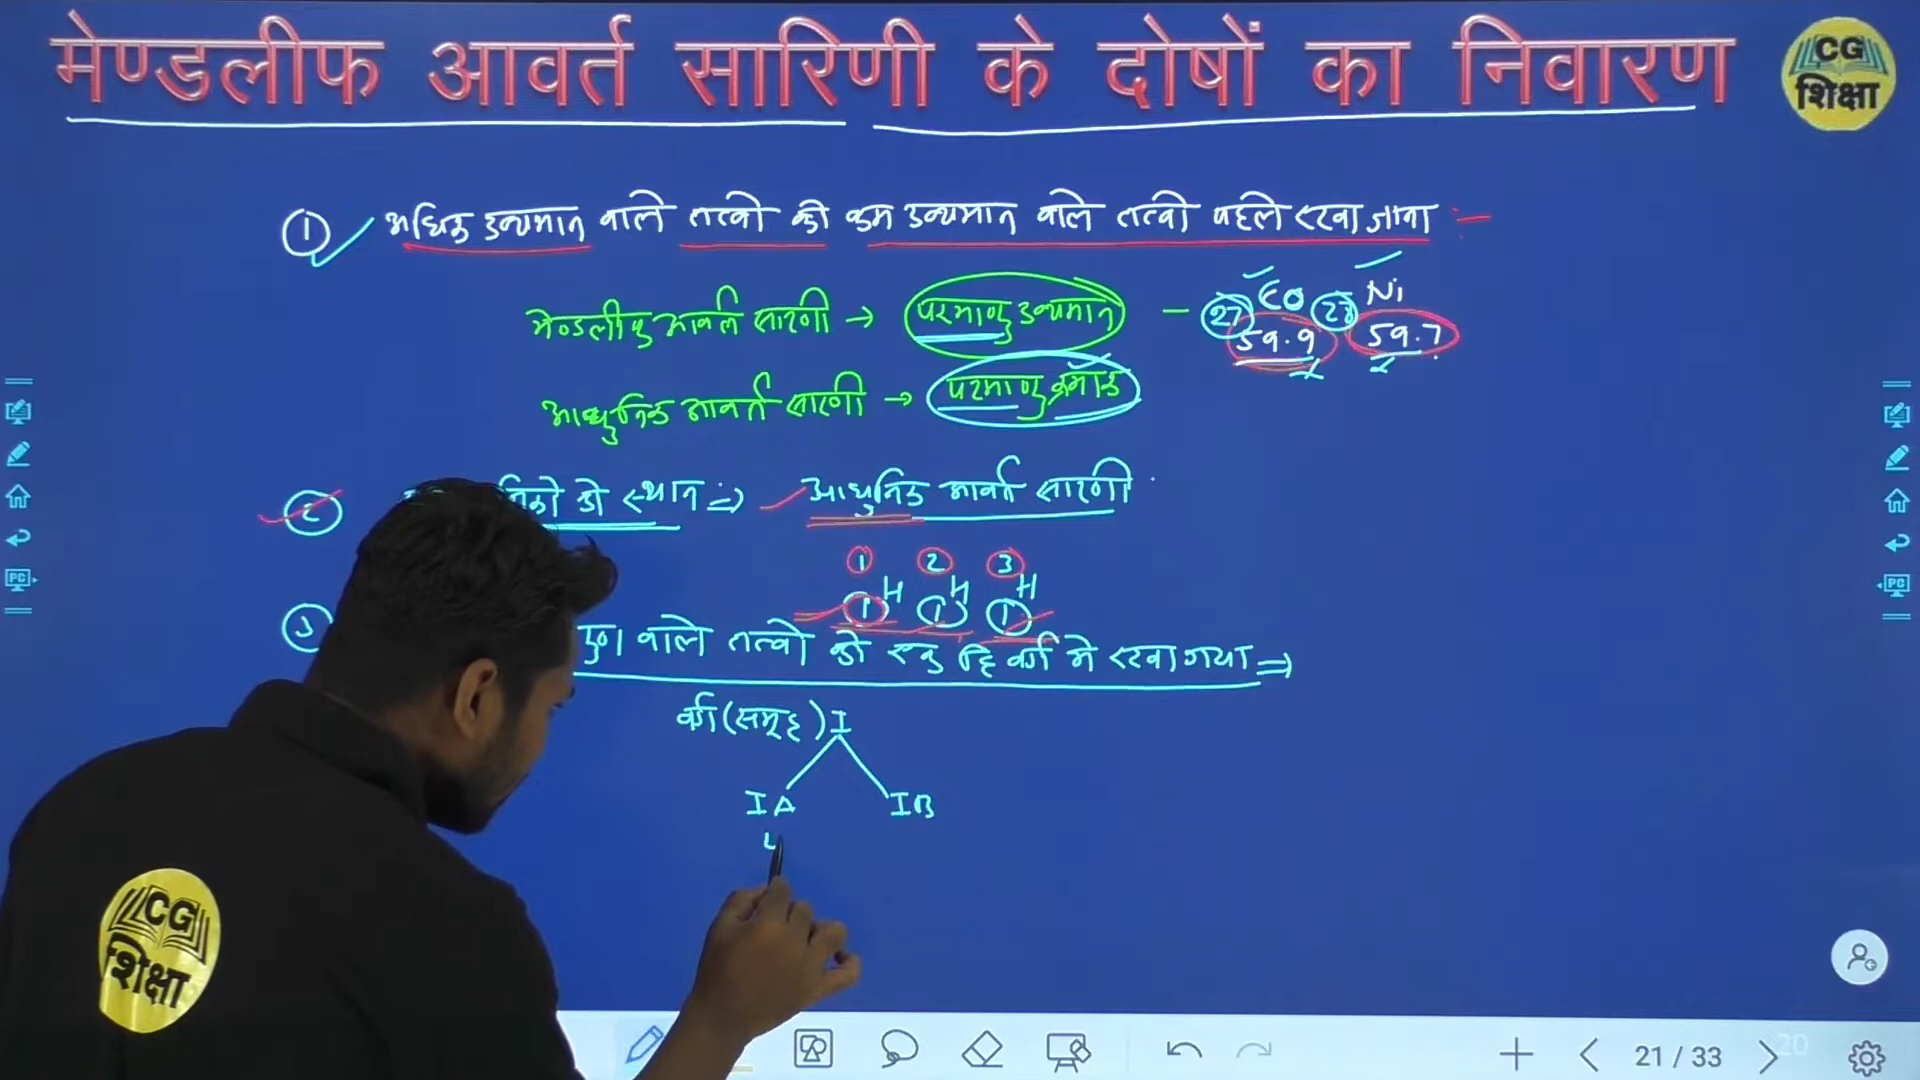 मेण्डलीफ आवर्त सारिणी के दोषों का निवारण
CG
शिक्षा
① अधिक द्रव्यमान वाले तत्वो को कम द्रव्यमान वाले तत्वो पहले रखा जाना :-
मेण्डलीफ आवर्त सारणी → परमाणु द्रव्यमान - 27 Co 59.9 28 Ni 59.7
आधुनिक आवर्त सारणी → परमाणु क्रमांक
② को स्थान :⇒ आधुनिक आवर्त सारणी
① ② ③
H H H
1 1 1
③ गुण वाले तत्वो को एक हि वर्ग मे रखा गया ⇒
वर्ग (समूह) I
IA IB
L
CG
शिक्षा
PC
PC
21 / 33
20